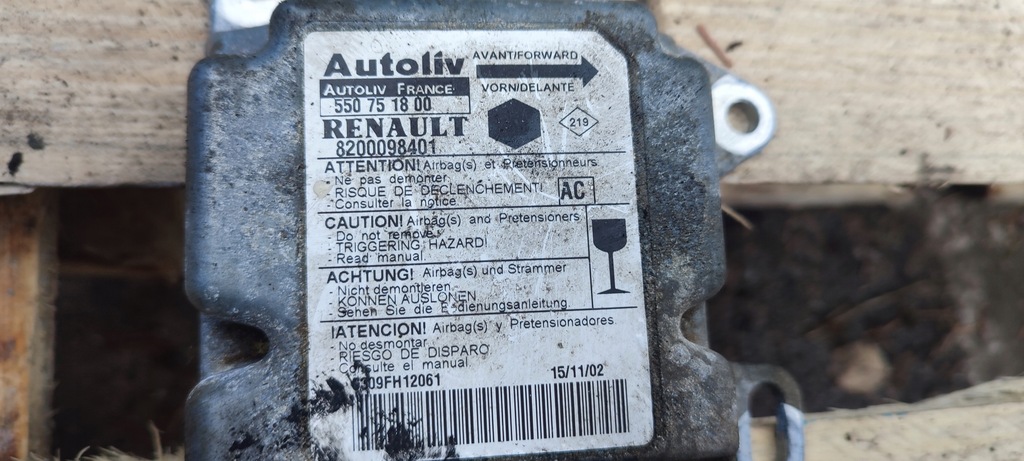 Autoliv
AVANT/FORWARD
VORN/DELANTE
AUTOLIV FRANCE
550 75 18 00
219
RENAULT
8200098401
ATTENTION! Airbag(s) et Pretensionneurs
- Ne pas demonter
- RISQUE DE DECLENCHEMENT!
- Consulter la notice
AC
CAUTION! Airbag(s) and Pretensioners
- Do not remove
- TRIGGERING HAZARD!
- Read manual.
ACHTUNG! Airbag(s) und Strammer
- Nicht demontieren
- KONNEN AUSLONEN
- Sehen Sie die Bedienungsanleitung.
!ATENCION! Airbag(s) y Pretensionadores
- No desmontar
- RIESGO DE DISPARO
- Consulte el manual
309FH12061
15/11/02